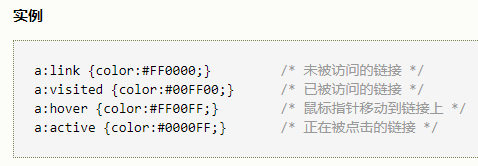 实例
a:link {color:#FF0000;} /* 未被访问的链接 */
a:visited {color:#00FF00;} /* 已被访问的链接 */
a:hover {color:#FF00FF;} /* 鼠标指针移动到链接上 */
a:active {color:#0000FF;} /* 正在被点击的链接 */